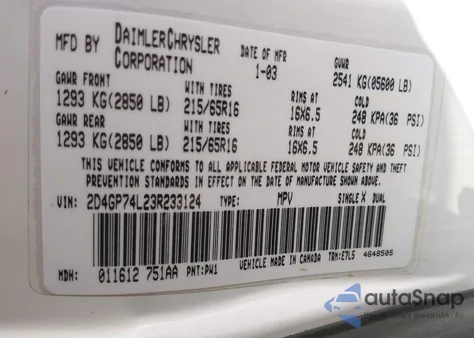 MFD BY DAIMLERCHRYSLER CORPORATION DATE OF MFR 1-03 GVWR 2541 KG(05600 LB)
GAWR FRONT WITH TIRES RIMS AT COLD
1293 KG(2850 LB) 215/65R16 16X6.5 248 KPA(36 PSI)
GAWR REAR WITH TIRES RIMS AT COLD
1293 KG(2850 LB) 215/65R16 16X6.5 248 KPA(36 PSI)
THIS VEHICLE CONFORMS TO ALL APPLICABLE FEDERAL MOTOR VEHICLE SAFETY, BUMPER, AND THEFT
PREVENTION STANDARDS IN EFFECT ON THE DATE OF MANUFACTURE SHOWN ABOVE.
VIN: 2D4GP74L23R233124 TYPE: MPV SINGLE X DUAL
VEHICLE MADE IN CANADA TRM:E7L5 4648505
MDH: 011612 751AA PNT:PW1
autoSnap